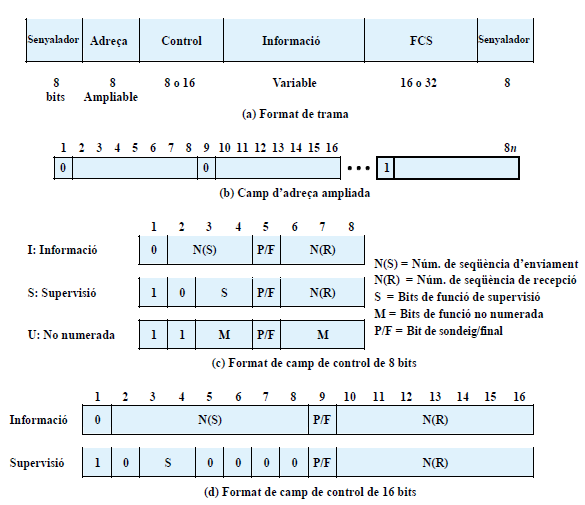 Senyalador Adreça Control Informació FCS Senyalador
8 8 8 o 16 Variable 16 o 32 8
bits Ampliable
(a) Format de trama
1 2 3 4 5 6 7 8 9 10 11 12 13 14 15 16 8n
0 0 ••• 1
(b) Camp d'adreça ampliada
1 2 3 4 5 6 7 8
I: Informació 0 N(S) P/F N(R)
S: Supervisió 1 0 S P/F N(R)
U: No numerada 1 1 M P/F M
N(S) = Núm. de seqüència d'enviament
N(R) = Núm. de seqüència de recepció
S = Bits de funció de supervisió
M = Bits de funció no numerada
P/F = Bit de sondeig/final
(c) Format de camp de control de 8 bits
1 2 3 4 5 6 7 8 9 10 11 12 13 14 15 16
Informació 0 N(S) P/F N(R)
Supervisió 1 0 S 0 0 0 0 P/F N(R)
(d) Format de camp de control de 16 bits